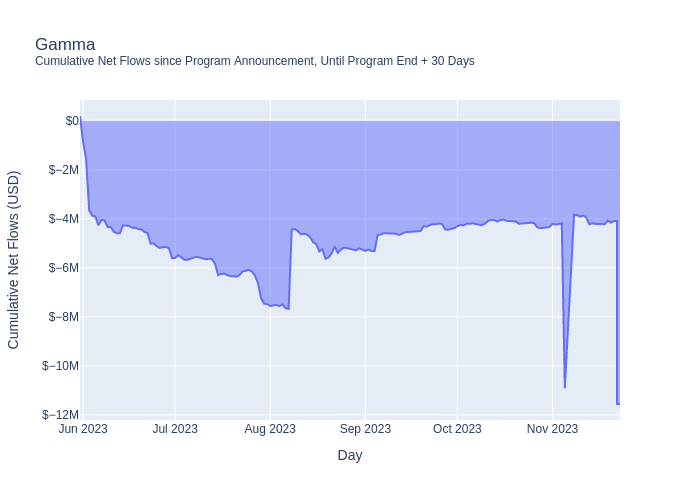 Gamma
Cumulative Net Flows since Program Announcement, Until Program End + 30 Days
$0
$−2M
$−4M
$−6M
$−8M
$−10M
$−12M
Cumulative Net Flows (USD)
Jun 2023
Jul 2023
Aug 2023
Sep 2023
Oct 2023
Nov 2023
Day